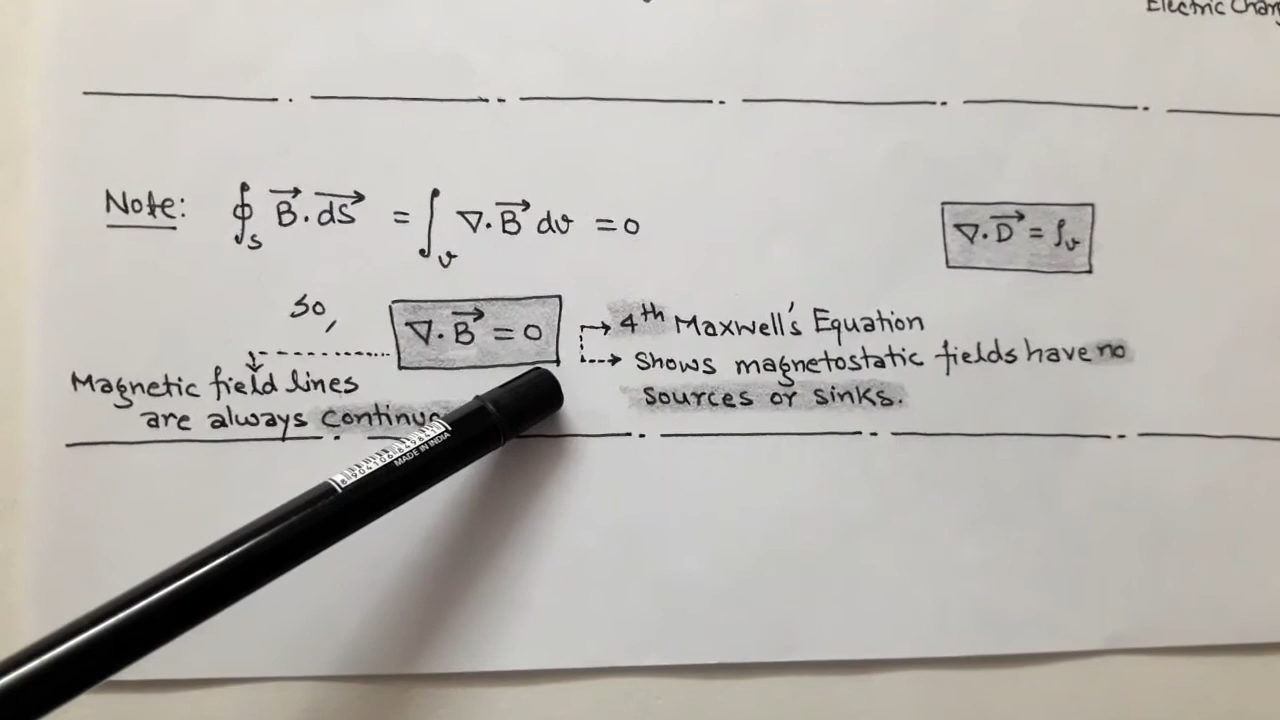 Electric
Note: ∮s B⃗.dS⃗ = ∫v ∇.B⃗ dv = 0
∇.D⃗ = ρv
So, ∇.B⃗ = 0
4th Maxwell's Equation
Shows magnetostatic fields have no
sources or sinks.
Magnetic field lines
are always
MADE IN INDIA